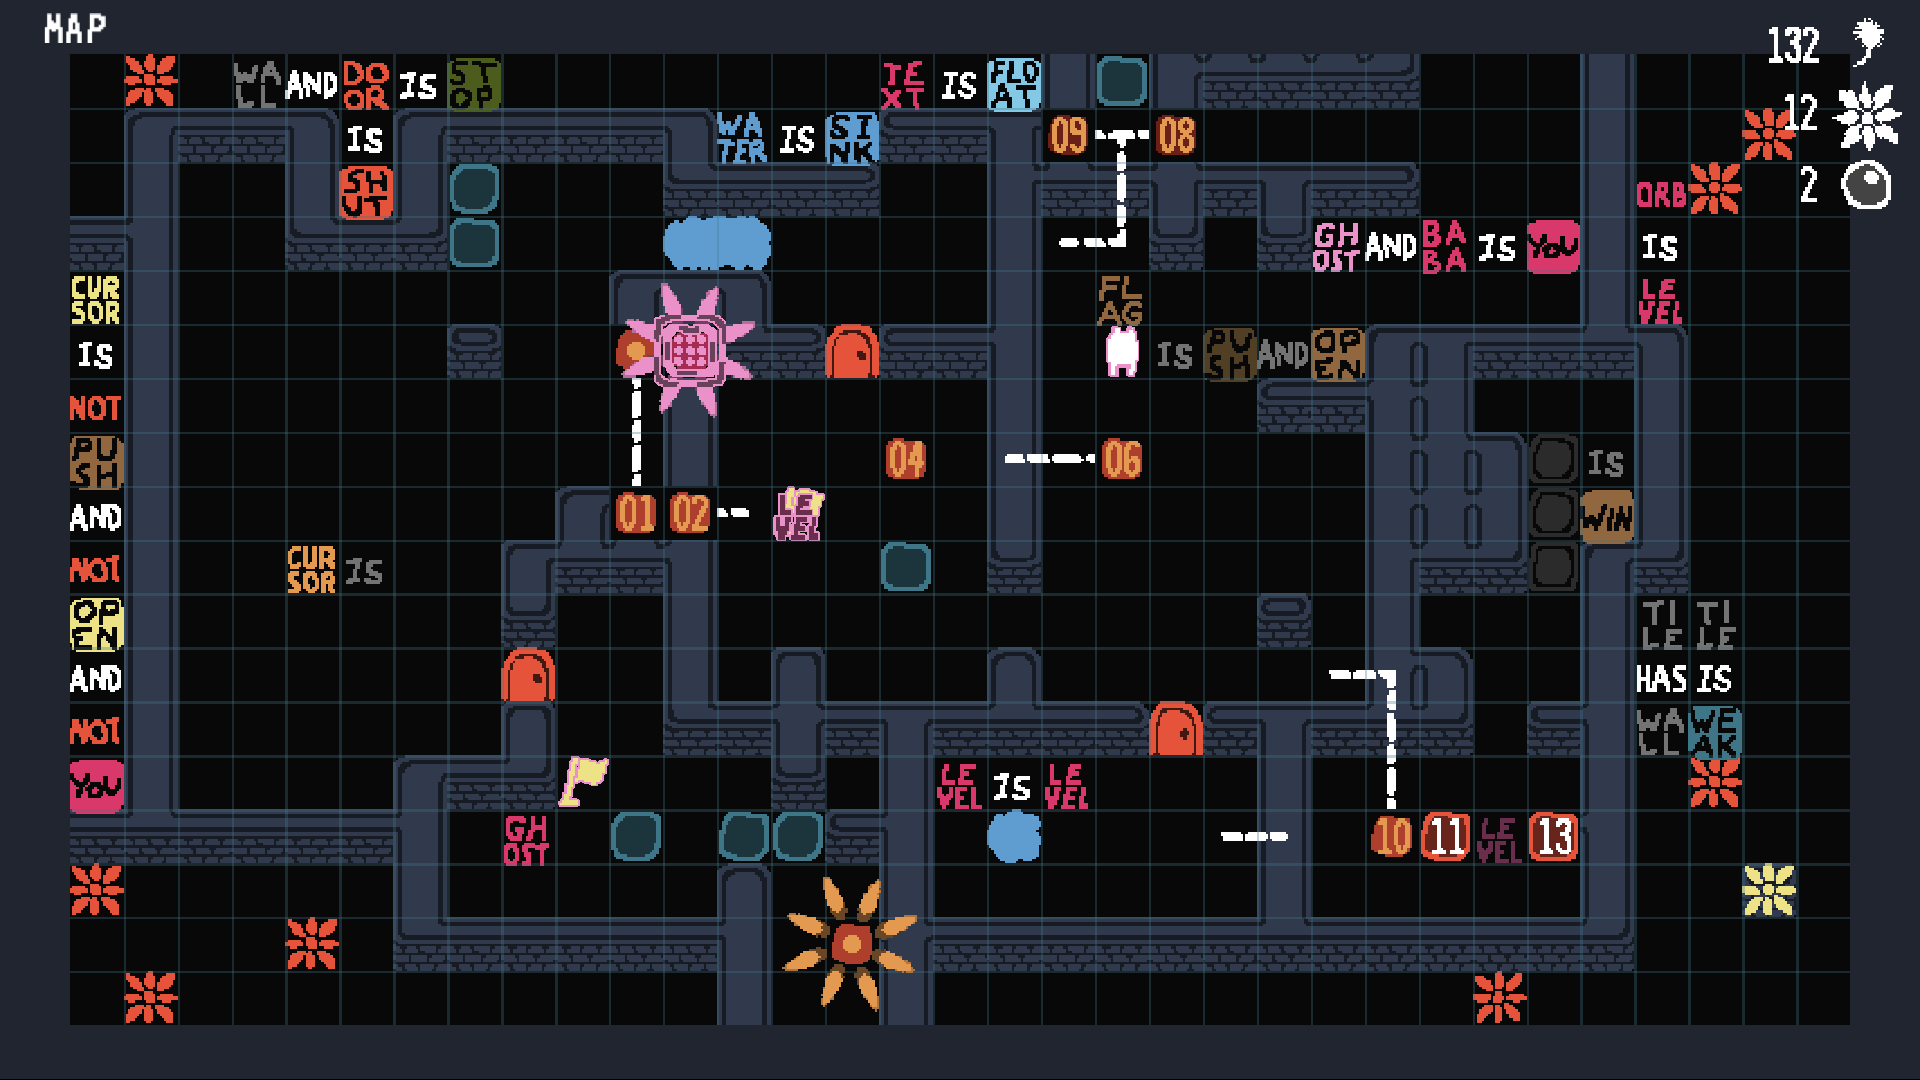 MAP
132
WALL AND DOOR IS STOP
TEXT IS FLOAT
12
IS
WATER IS SINK
09 08
SHUT
ORB
2
GHOST AND BABA IS YOU
IS
CURSOR
FLAG
LEVEL
IS
IS PUSH AND OPEN
NOT
PUSH
04
06
IS
AND
01 02
LEVEL
WIN
NOT
CURSOR IS
OPEN
TILE TILE
AND
HAS IS
NOT
WALL WEAK
YOU
LEVEL IS LEVEL
GHOST
10 11 LEVEL 13